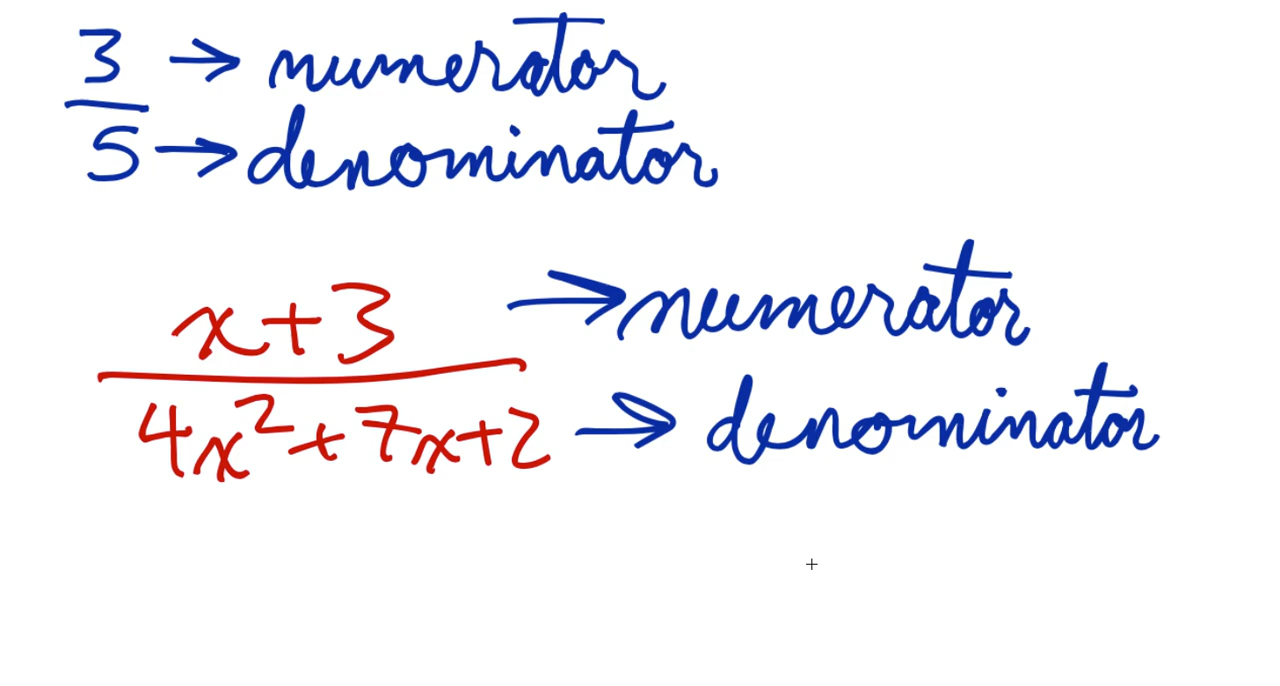 3 → numerator
5 → denominator
x+3 → numerator
4x²+7x+2 → denominator